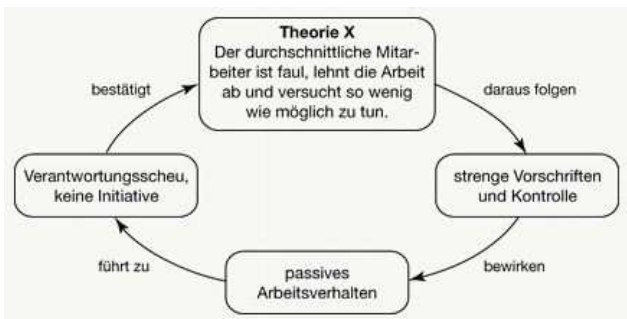 Theorie X
Der durchschnittliche Mitar-
beiter ist faul, lehnt die Arbeit
ab und versucht so wenig
wie möglich zu tun.
bestätigt
daraus folgen
Verantwortungsscheu,
keine Initiative
strenge Vorschriften
und Kontrolle
führt zu
passives
Arbeitsverhalten
bewirken